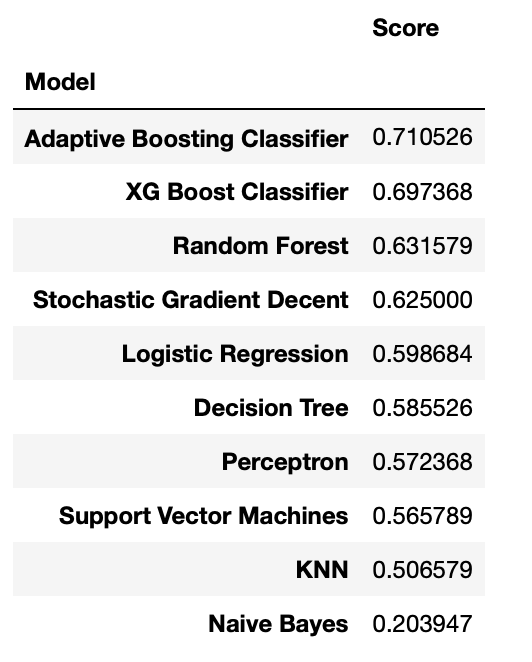 Score
Model
Adaptive Boosting Classifier 0.710526
XG Boost Classifier 0.697368
Random Forest 0.631579
Stochastic Gradient Decent 0.625000
Logistic Regression 0.598684
Decision Tree 0.585526
Perceptron 0.572368
Support Vector Machines 0.565789
KNN 0.506579
Naive Bayes 0.203947